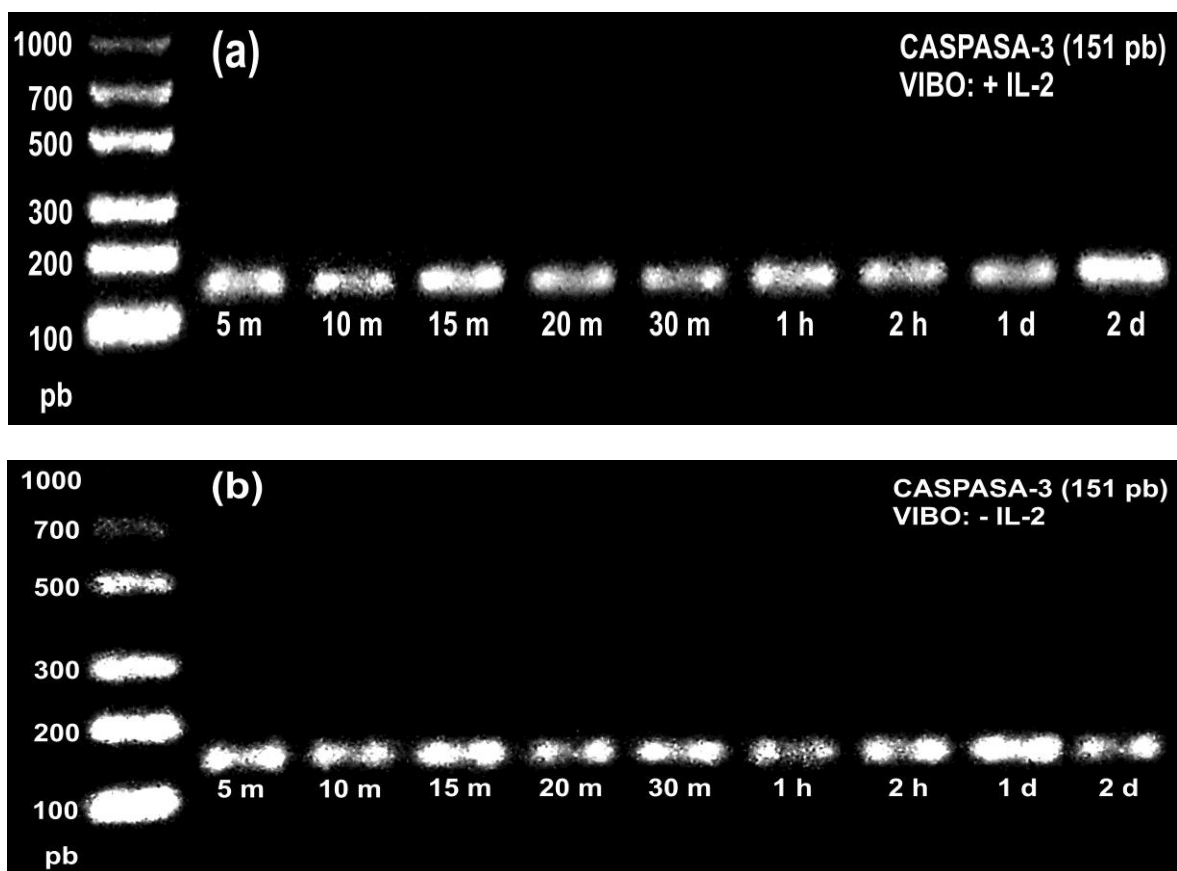 (a)
CASPASA-3 (151 pb)
VIBO: + IL-2
1000
700
500
300
200
100
pb
5 m 10 m 15 m 20 m 30 m 1 h 2 h 1 d 2 d
(b)
CASPASA-3 (151 pb)
VIBO: - IL-2
1000
700
500
300
200
100
pb
5 m 10 m 15 m 20 m 30 m 1 h 2 h 1 d 2 d